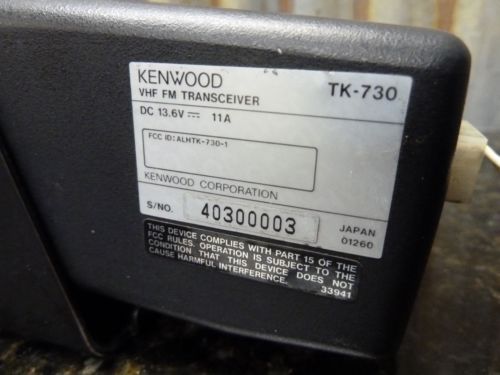 KENWOOD TK-730
VHF FM TRANSCEIVER
DC 13.6V ⎓ 11A
FCC ID: ALHTK-730-1
KENWOOD CORPORATION
S/NO. 40300003 JAPAN
01260
THIS DEVICE COMPLIES WITH PART 15 OF THE
FCC RULES. OPERATION IS SUBJECT TO THE
CONDITION THAT THIS DEVICE DOES NOT
CAUSE HARMFUL INTERFERENCE.
33941